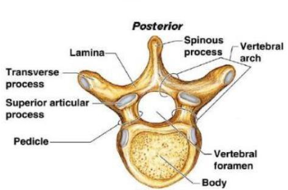 Posterior
Lamina
Spinous
process
Vertebral
arch
Transverse
process
Superior articular
process
Pedicle
Vertebral
foramen
Body